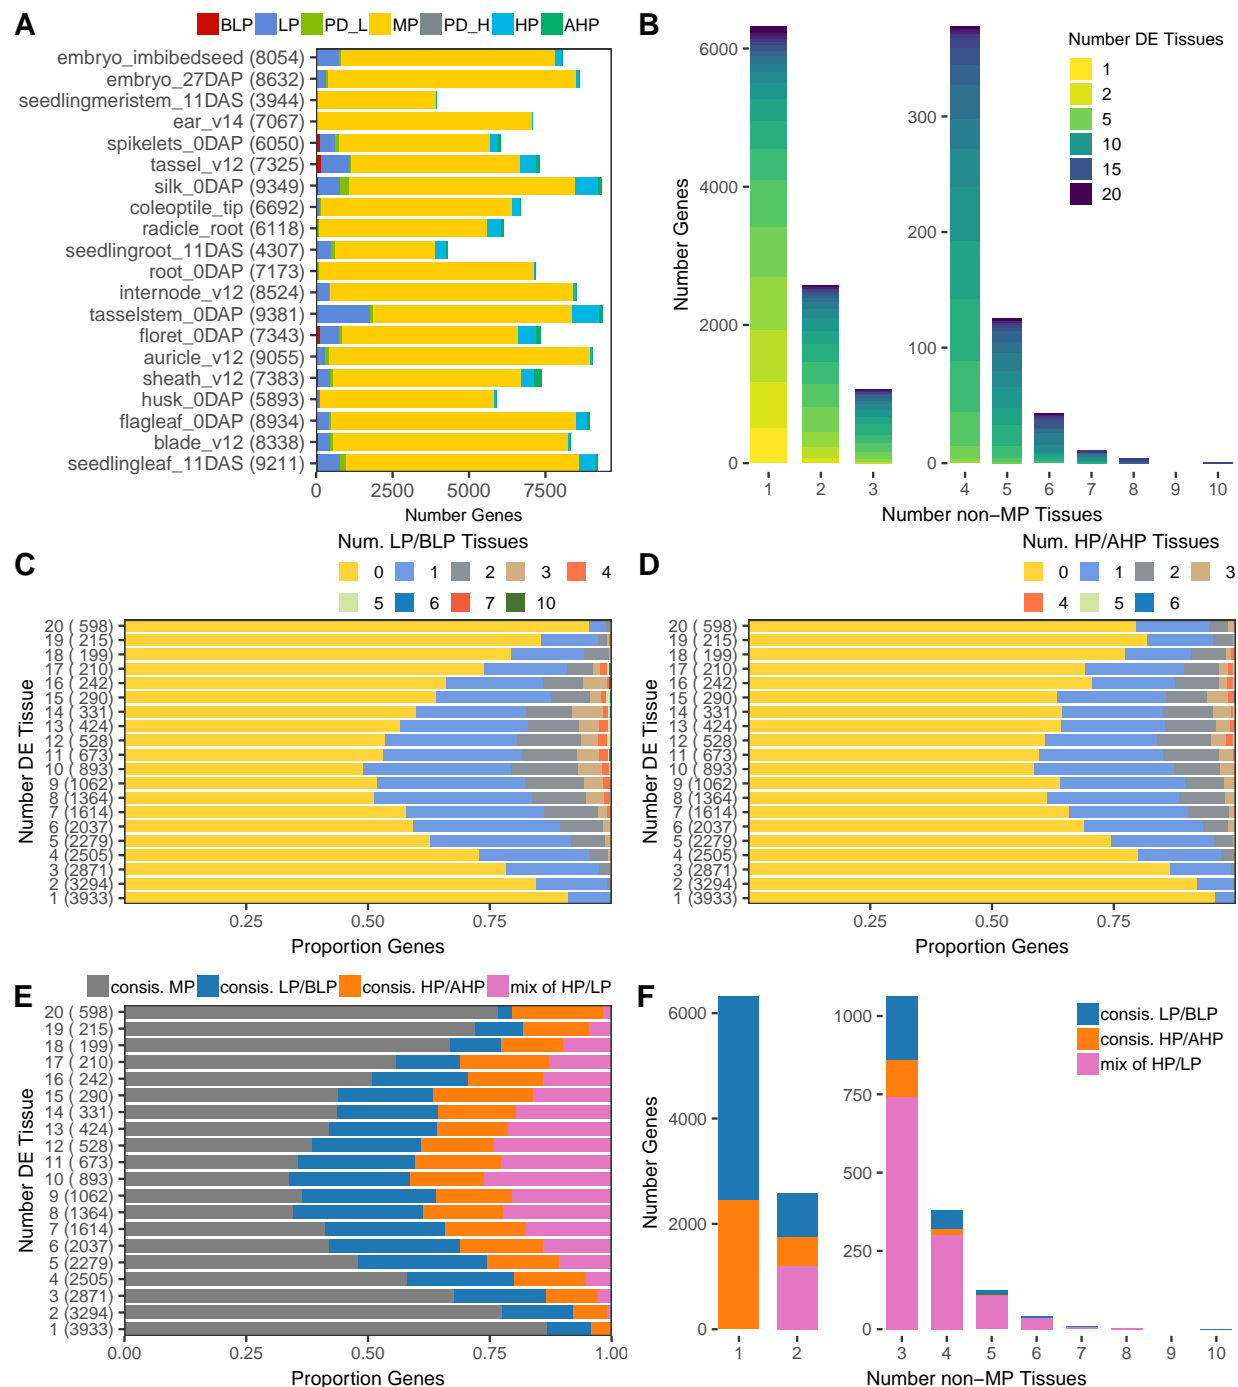 A
BLP LP PD_L MP PD_H HP AHP
embryo_imbibedseed (8054)
embryo_27DAP (8632)
seedlingmeristem_11DAS (3944)
ear_v14 (7067)
spikelets_0DAP (6050)
tassel_v12 (7325)
silk_0DAP (9349)
coleoptile_tip (6692)
radicle_root (6118)
seedlingroot_11DAS (4307)
root_0DAP (7173)
internode_v12 (8524)
tasselstem_0DAP (9381)
floret_0DAP (7343)
auricle_v12 (9055)
sheath_v12 (7383)
husk_0DAP (5893)
flagleaf_0DAP (8934)
blade_v12 (8338)
seedlingleaf_11DAS (9211)
0 2500 5000 7500
Number Genes
B
Number DE Tissues
1
2
5
10
15
20
Number Genes
6000
4000
2000
0
300
200
100
0
1 2 3 4 5 6 7 8 9 10
Number non−MP Tissues
C
Num. LP/BLP Tissues
0 1 2 3 4
5 6 7 10
Number DE Tissue
20 ( 598)
19 ( 215)
18 ( 199)
17 ( 210)
16 ( 242)
15 ( 290)
14 ( 331)
13 ( 424)
12 ( 528)
11 ( 673)
10 ( 893)
9 (1062)
8 (1364)
7 (1614)
6 (2037)
5 (2279)
4 (2505)
3 (2871)
2 (3294)
1 (3933)
0.25 0.50 0.75
Proportion Genes
D
Num. HP/AHP Tissues
0 1 2 3
4 5 6
Number DE Tissue
20 ( 598)
19 ( 215)
18 ( 199)
17 ( 210)
16 ( 242)
15 ( 290)
14 ( 331)
13 ( 424)
12 ( 528)
11 ( 673)
10 ( 893)
9 (1062)
8 (1364)
7 (1614)
6 (2037)
5 (2279)
4 (2505)
3 (2871)
2 (3294)
1 (3933)
0.25 0.50 0.75
Proportion Genes
E
consis. MP consis. LP/BLP consis. HP/AHP mix of HP/LP
Number DE Tissue
20 ( 598)
19 ( 215)
18 ( 199)
17 ( 210)
16 ( 242)
15 ( 290)
14 ( 331)
13 ( 424)
12 ( 528)
11 ( 673)
10 ( 893)
9 (1062)
8 (1364)
7 (1614)
6 (2037)
5 (2279)
4 (2505)
3 (2871)
2 (3294)
1 (3933)
0.00 0.25 0.50 0.75 1.00
Proportion Genes
F
consis. LP/BLP
consis. HP/AHP
mix of HP/LP
Number Genes
6000
4000
2000
0
1000
750
500
250
0
1 2 3 4 5 6 7 8 9 10
Number non−MP Tissues